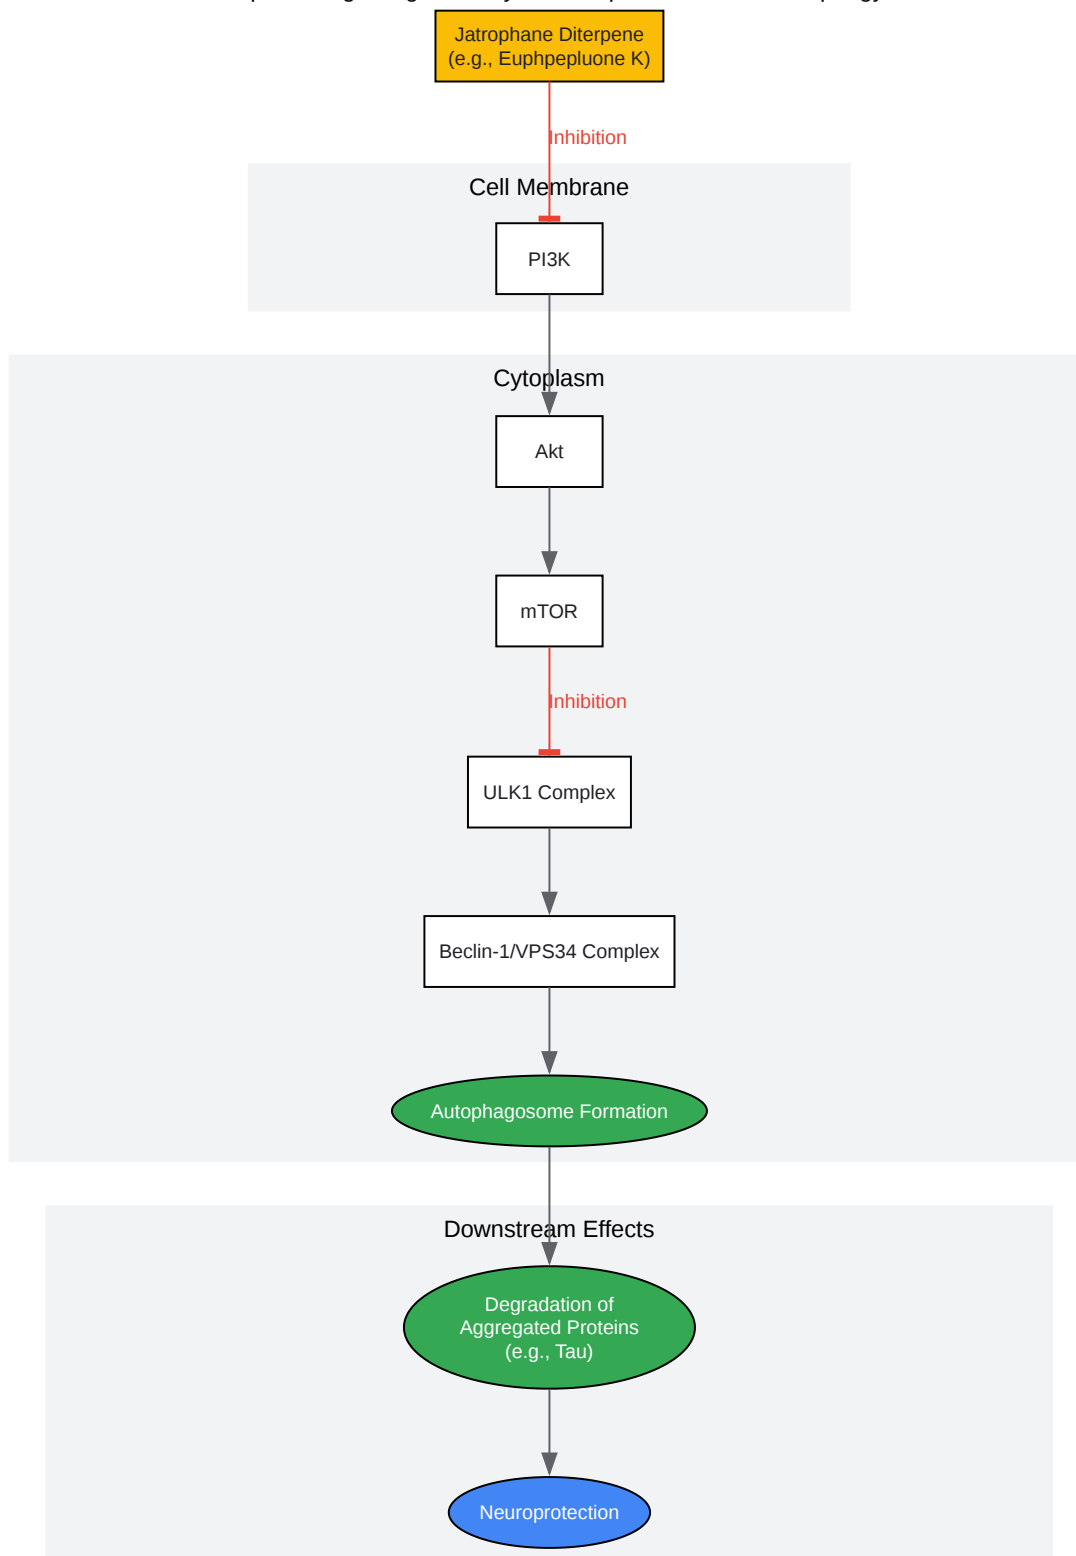 Jatrophane Diterpene
(e.g., Euphpepluone K)
Inhibition
Cell Membrane
PI3K
Cytoplasm
Akt
mTOR
Inhibition
ULK1 Complex
Beclin-1/VPS34 Complex
Autophagosome Formation
Downstream Effects
Degradation of
Aggregated Proteins
(e.g., Tau)
Neuroprotection